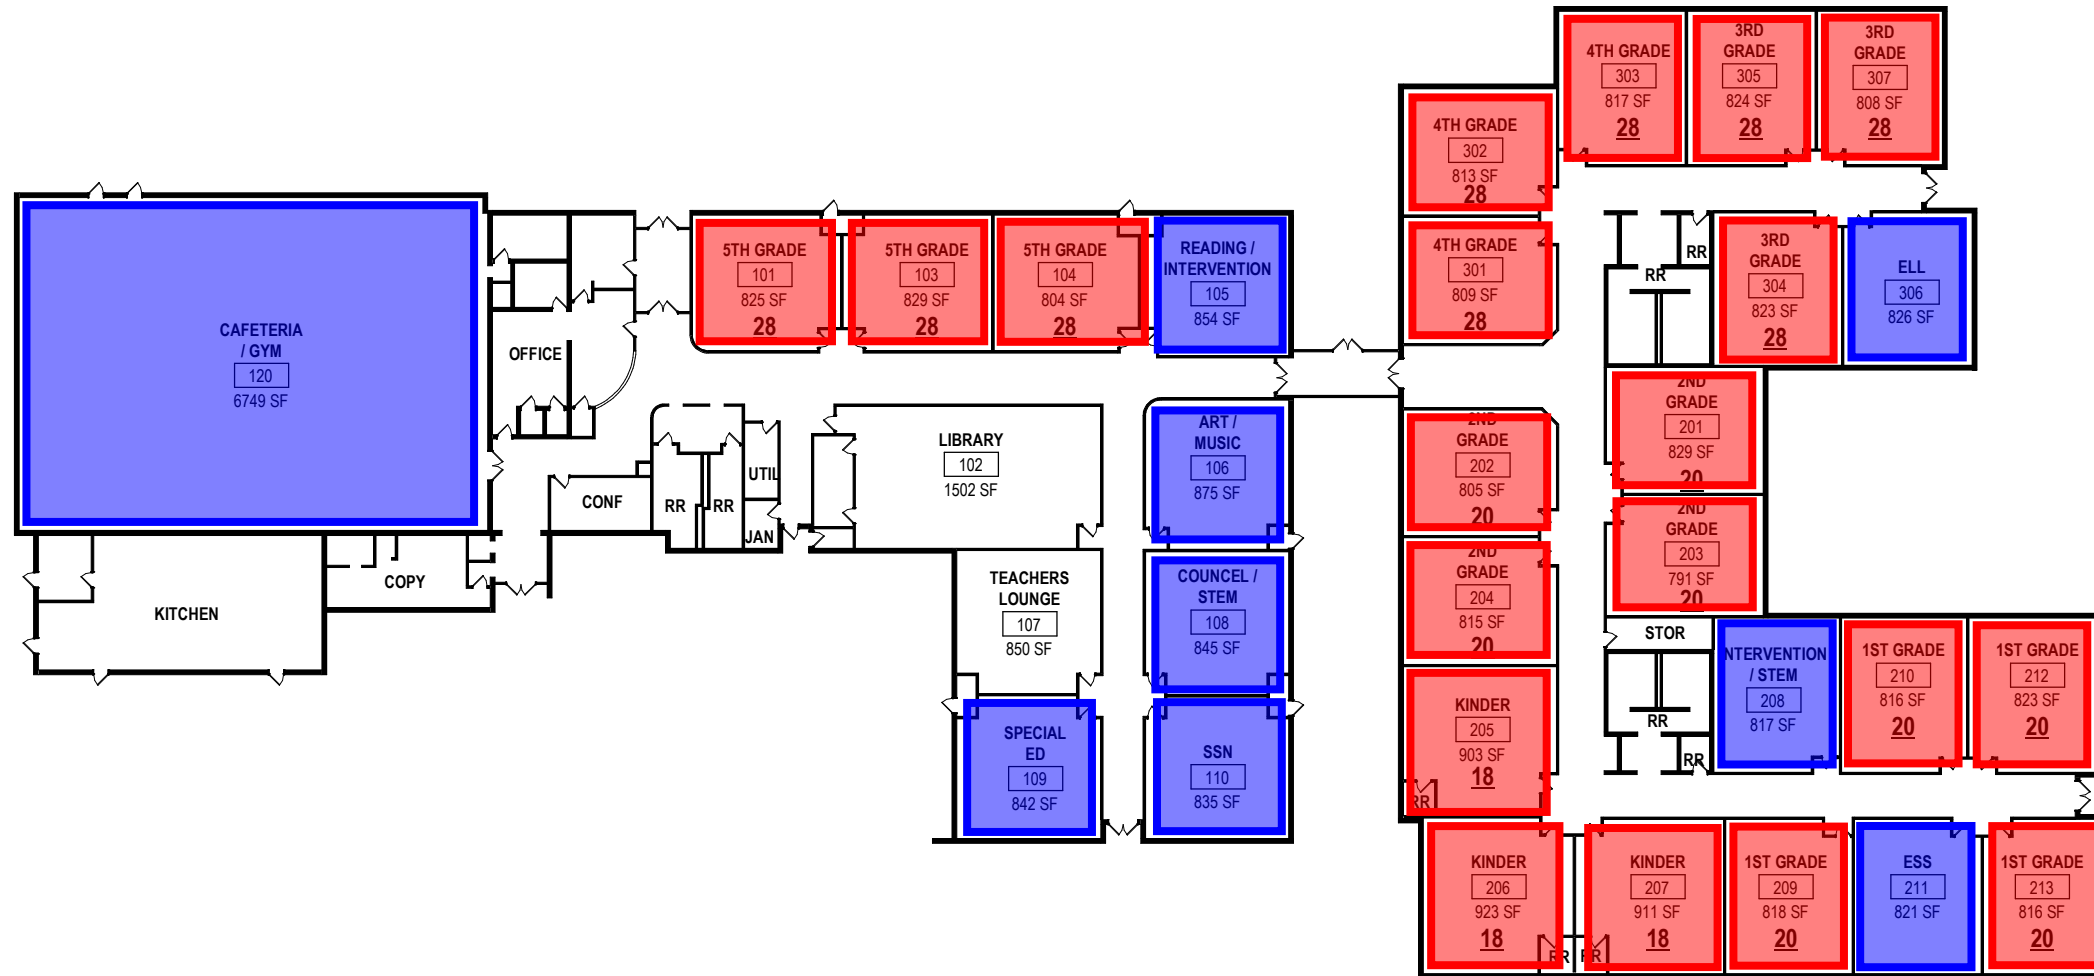 4TH GRADE
303
817 SF
28
3RD
GRADE
305
824 SF
28
3RD
GRADE
307
808 SF
28
4TH GRADE
302
813 SF
28
4TH GRADE
301
809 SF
28
RR
RR
3RD
GRADE
304
823 SF
28
ELL
306
826 SF
CAFETERIA
/ GYM
120
6749 SF
OFFICE
5TH GRADE
101
825 SF
28
5TH GRADE
103
829 SF
28
5TH GRADE
104
804 SF
28
READING /
INTERVENTION
105
854 SF
CONF
RR
RR
UTIL
JAN
LIBRARY
102
1502 SF
ART /
MUSIC
106
875 SF
2ND
GRADE
202
805 SF
20
2ND
GRADE
201
829 SF
20
2ND
GRADE
203
791 SF
20
KITCHEN
COPY
TEACHERS
LOUNGE
107
850 SF
COUNCEL /
STEM
108
845 SF
2ND
GRADE
204
815 SF
20
STOR
INTERVENTION
/ STEM
208
817 SF
1ST GRADE
210
816 SF
20
1ST GRADE
212
823 SF
20
SPECIAL
ED
109
842 SF
SSN
110
835 SF
KINDER
205
903 SF
18
RR
RR
RR
KINDER
206
923 SF
18
RR
RR
KINDER
207
911 SF
18
1ST GRADE
209
818 SF
20
ESS
211
821 SF
1ST GRADE
213
816 SF
20